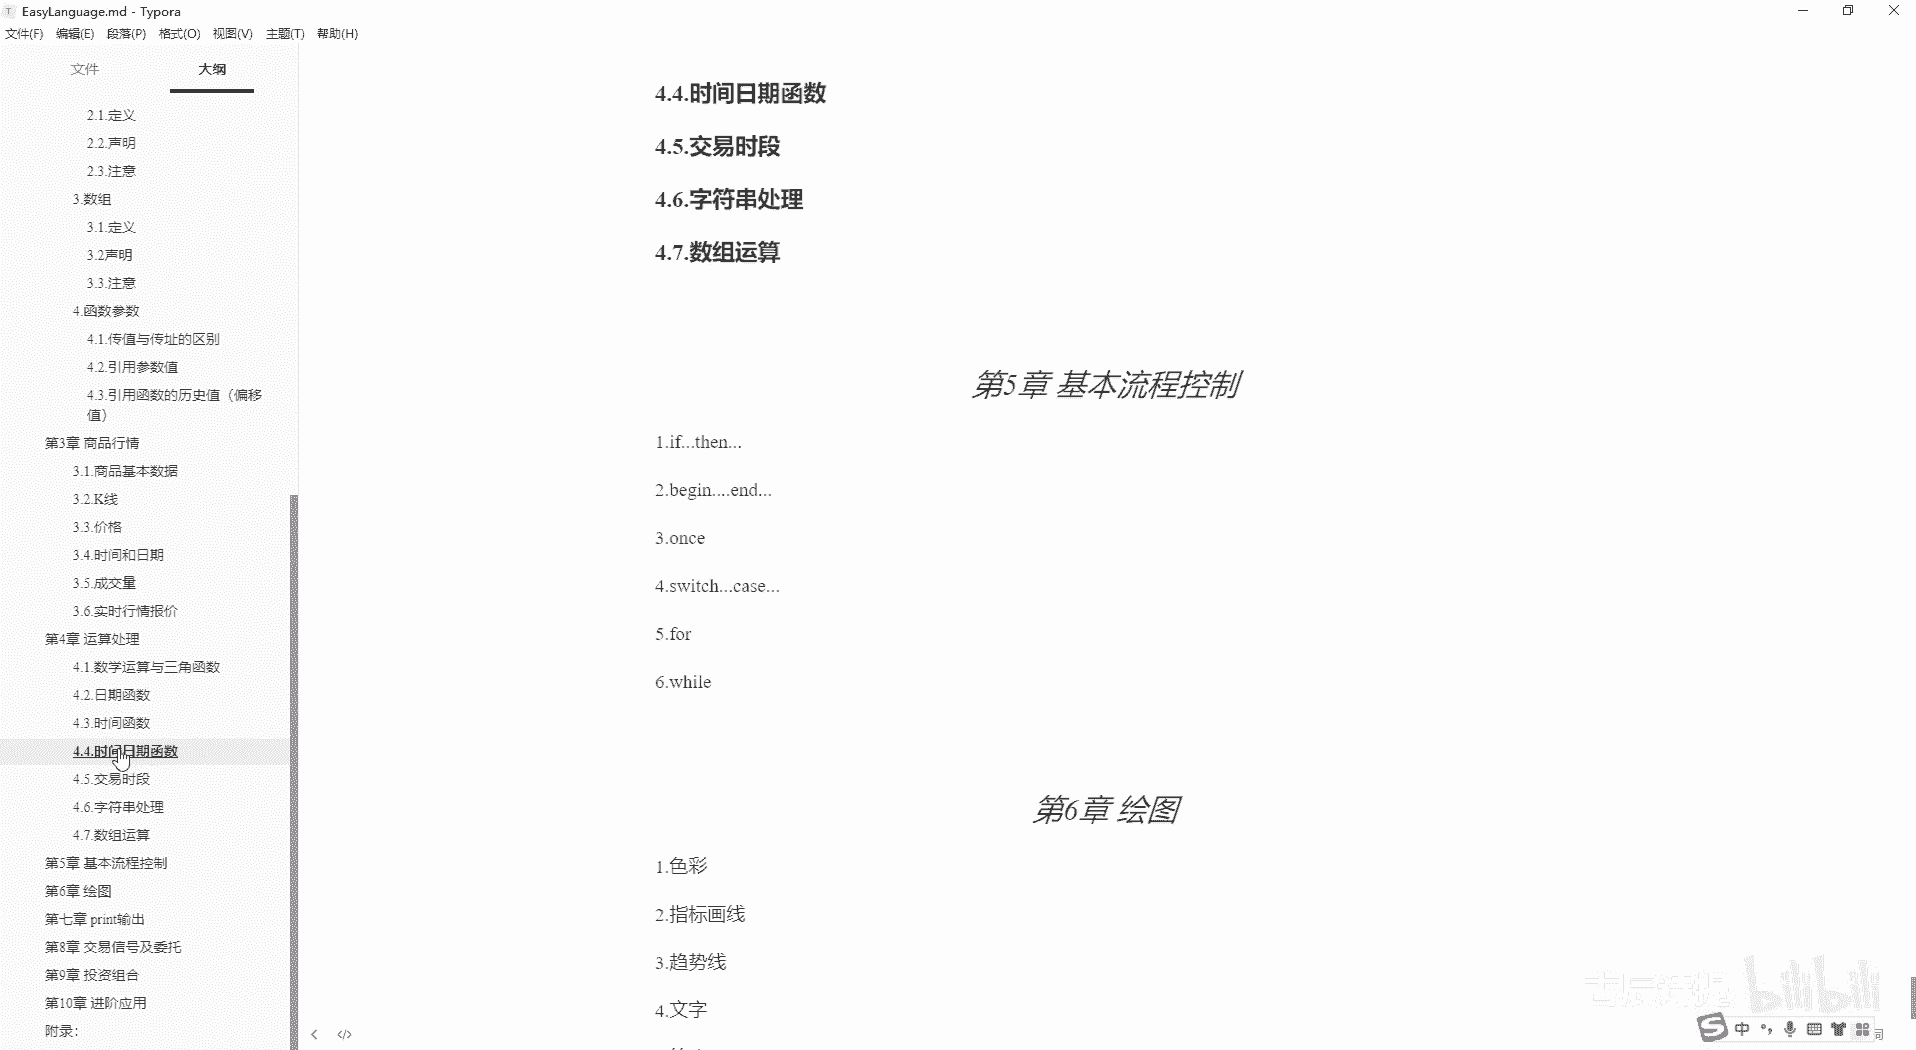 EasyLanguage.md - Typora
文件(F) 编辑(E) 段落(P) 格式(O) 视图(V) 主题(T) 帮助(H)
文件 大纲
2.1.定义
2.2.声明
2.3.注意
3.数组
3.1.定义
3.2声明
3.3.注意
4.函数参数
4.1.传值与传址的区别
4.2.引用参数值
4.3.引用函数的历史值（偏移
值）
第3章 商品行情
3.1.商品基本数据
3.2.K线
3.3.价格
3.4.时间和日期
3.5.成交量
3.6.实时行情报价
第4章 运算处理
4.1.数学运算与三角函数
4.2.日期函数
4.3.时间函数
4.4.时间日期函数
4.5.交易时段
4.6.字符串处理
4.7.数组运算
第5章 基本流程控制
第6章 绘图
第七章 print输出
第8章 交易信号及委托
第9章 投资组合
第10章 进阶应用
附录：
4.4.时间日期函数
4.5.交易时段
4.6.字符串处理
4.7.数组运算
第5章 基本流程控制
1.if...then...
2.begin....end...
3.once
4.switch...case...
5.for
6.while
第6章 绘图
1.色彩
2.指标画线
3.趋势线
4.文字
bilibili
中